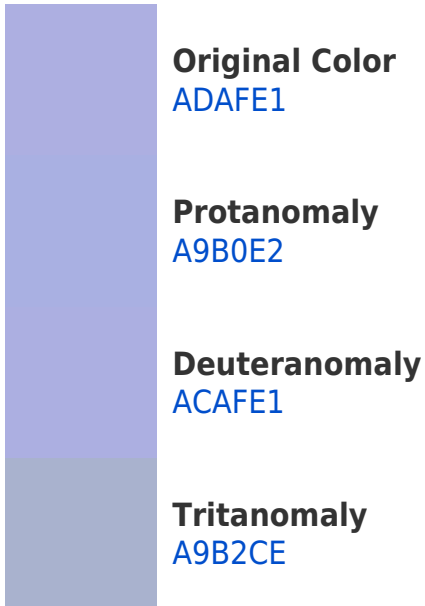 Original Color
ADAFE1
Protanomaly
A9B0E2
Deuteranomaly
ACAFE1
Tritanomaly
A9B2CE